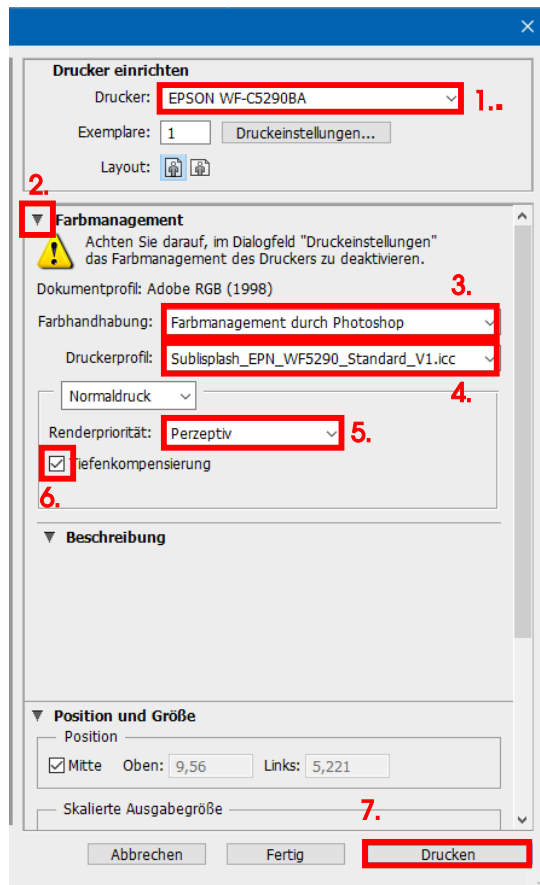 Drucker einrichten
Drucker: EPSON WF-C5290BA 1..
Exemplare: 1 Druckeinstellungen...
Layout:
2.
Farbmanagement
Achten Sie darauf, im Dialogfeld "Druckeinstellungen"
das Farbmanagement des Druckers zu deaktivieren.
Dokumentprofil: Adobe RGB (1998)
3.
Farbhandhabung: Farbmanagement durch Photoshop
Druckerprofil: Sublisplash_EPN_WF5290_Standard_V1.icc
4.
Normaldruck
Renderpriorität: Perzeptiv 5.
Tiefenkompensierung
6.
Beschreibung
Position und Größe
Position
Mitte Oben: 9,56 Links: 5,221
Skalierte Ausgabegröße
7.
Abbrechen Fertig Drucken